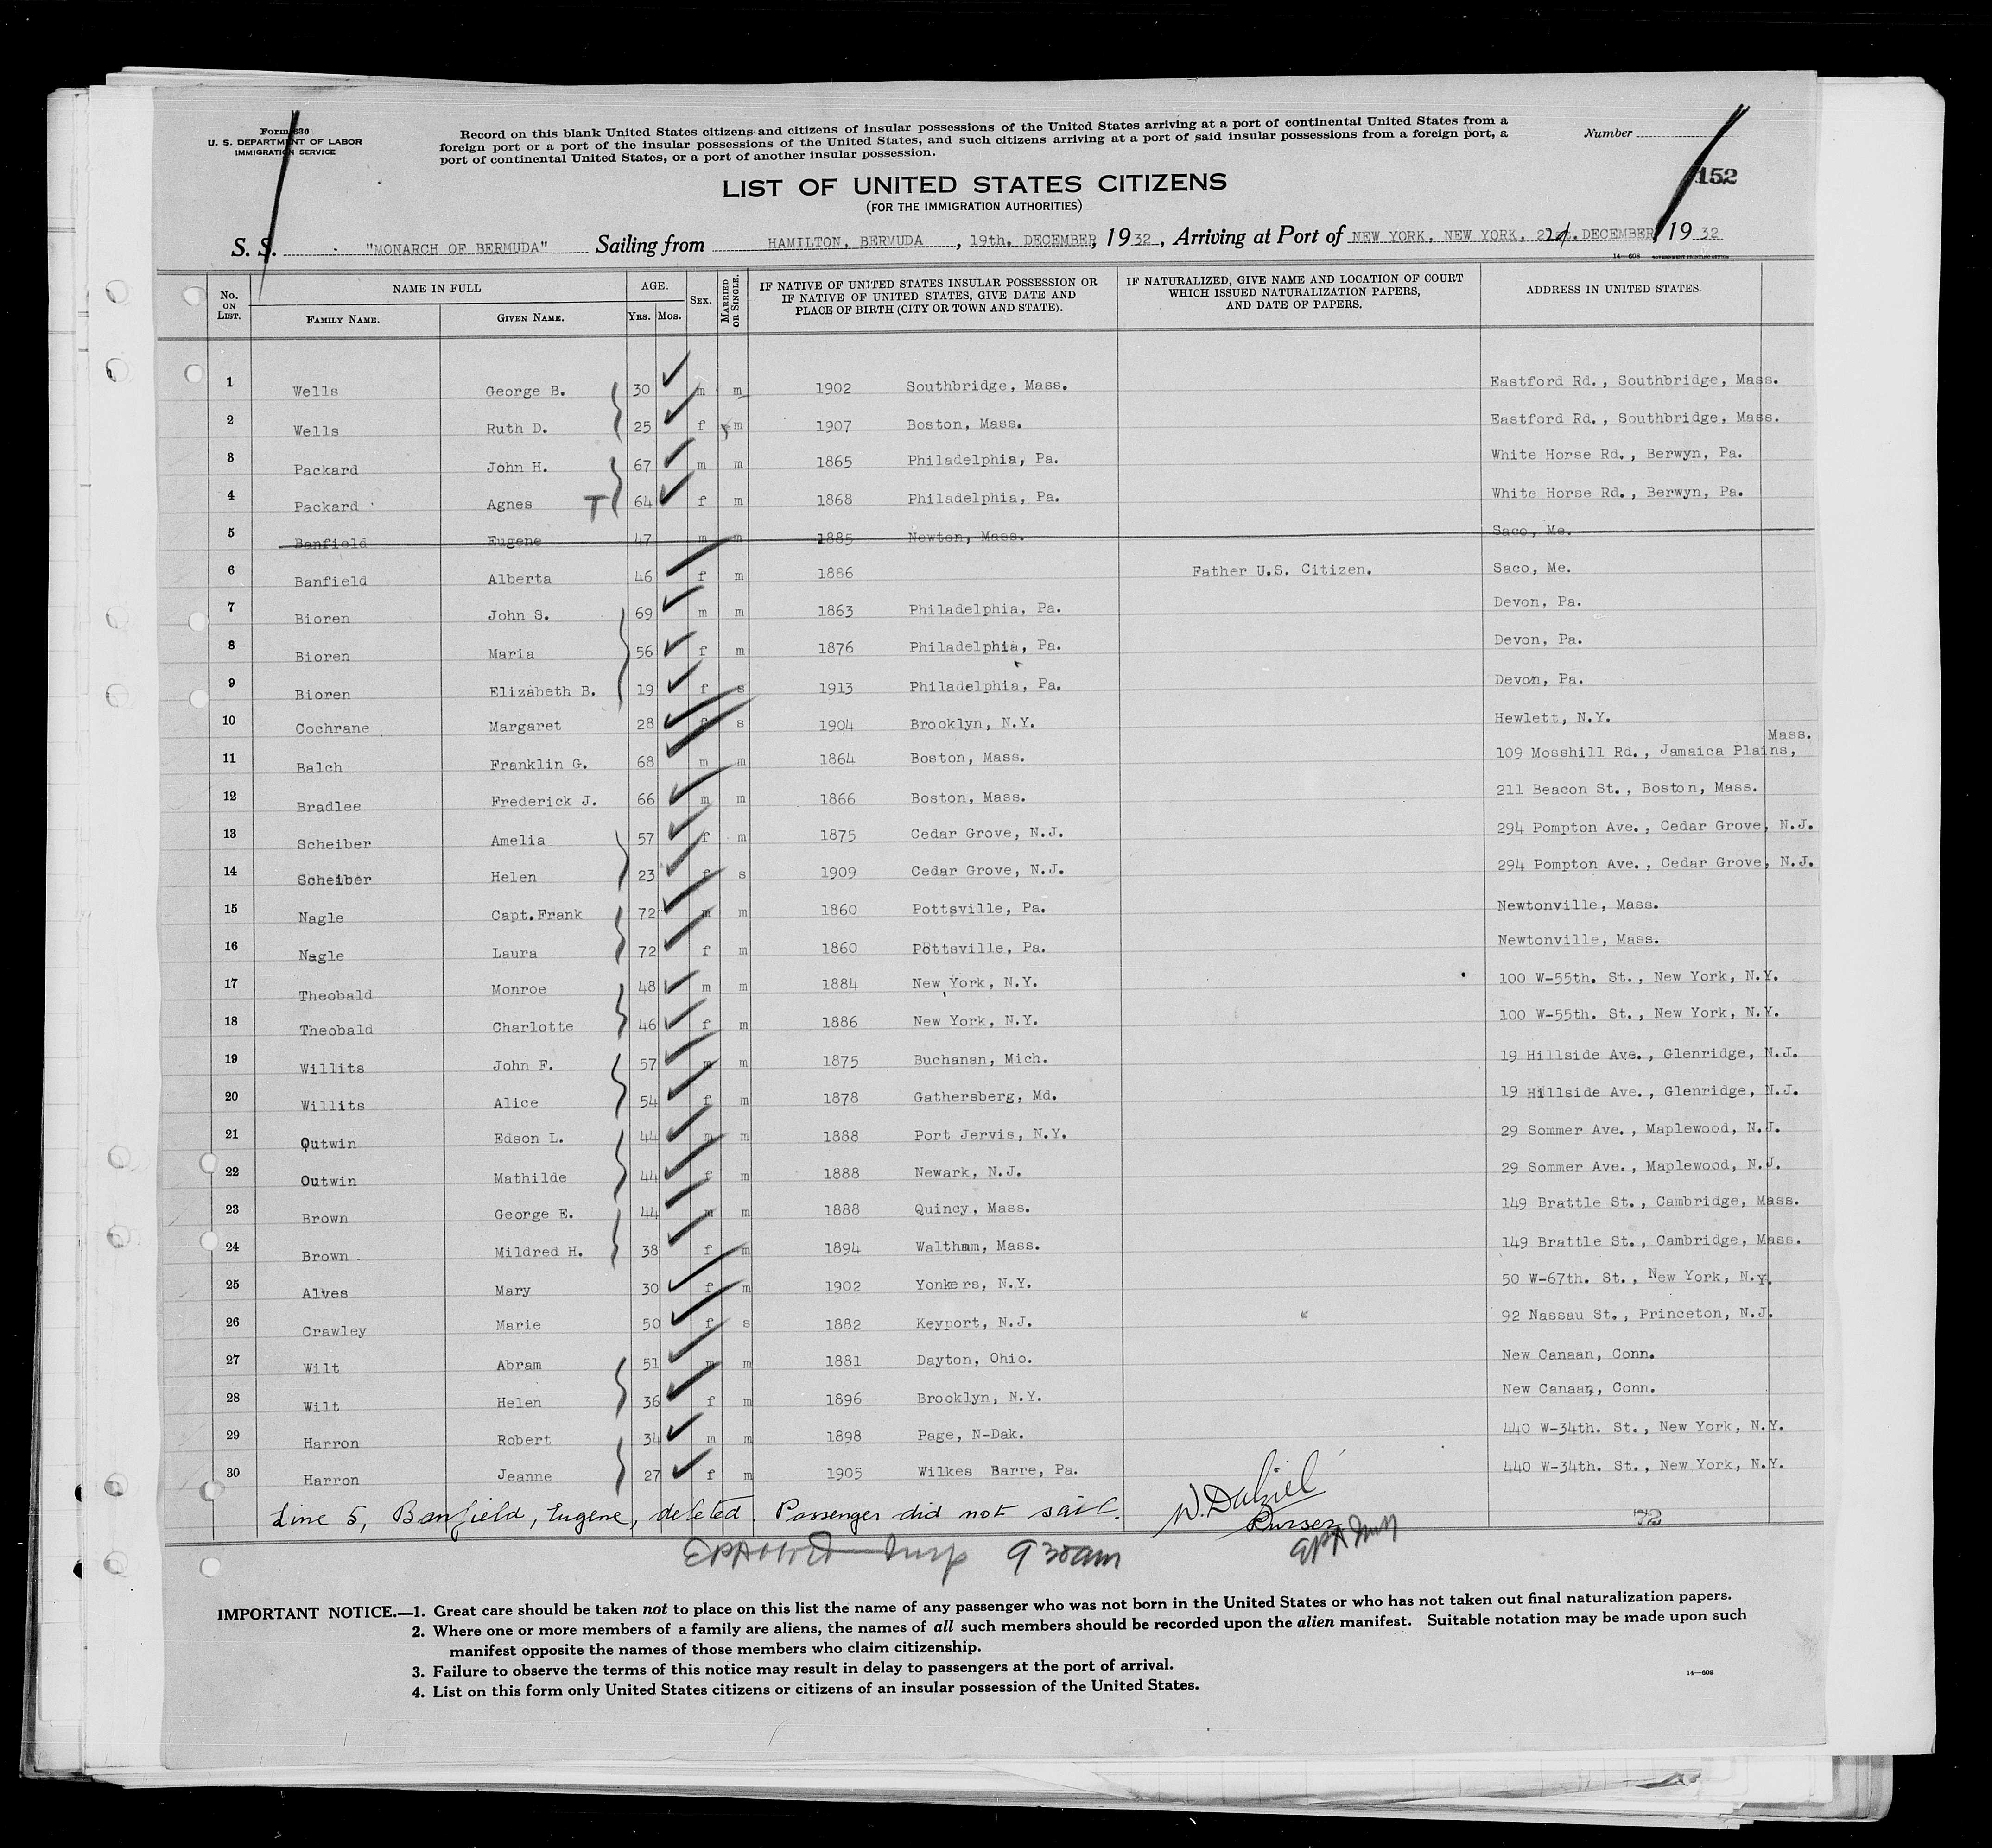 Form 630
U. S. DEPARTMENT OF LABOR
IMMIGRATION SERVICE
Record on this blank United States citizens and citizens of insular possessions of the United States arriving at a port of continental United States from a
foreign port or a port of the insular possessions of the United States, and such citizens arriving at a port of said insular possessions from a foreign port, a
port of continental United States, or a port of another insular possession.
Number
152
LIST OF UNITED STATES CITIZENS
(FOR THE IMMIGRATION AUTHORITIES)
S. S. "MONARCH OF BERMUDA" Sailing from HAMILTON, BERMUDA, 19th. DECEMBER, 1932, Arriving at Port of NEW YORK, NEW YORK, DECEMBER 1932
14—608 GOVERNMENT PRINTING OFFICE
No. ON LIST. NAME IN FULL FAMILY NAME. GIVEN NAME. AGE. YRS. MOS. SEX. MARRIED OR SINGLE. IF NATIVE OF UNITED STATES INSULAR POSSESSION OR IF NATIVE OF UNITED STATES, GIVE DATE AND PLACE OF BIRTH (CITY OR TOWN AND STATE). IF NATURALIZED, GIVE NAME AND LOCATION OF COURT WHICH ISSUED NATURALIZATION PAPERS, AND DATE OF PAPERS. ADDRESS IN UNITED STATES.
1 Wells George B. 30 m m 1902 Southbridge, Mass. Eastford Rd., Southbridge, Mass.
2 Wells Ruth D. 25 f m 1907 Boston, Mass. Eastford Rd., Southbridge, Mass.
3 Packard John H. 67 m m 1865 Philadelphia, Pa. White Horse Rd., Berwyn, Pa.
4 Packard Agnes T 64 f m 1868 Philadelphia, Pa. White Horse Rd., Berwyn, Pa.
5 Banfield Eugene 47 m m 1885 Newton, Mass. Saco, Me.
6 Banfield Alberta 46 f m 1886 Father U.S. Citizen. Saco, Me.
7 Bioren John S. 69 m m 1863 Philadelphia, Pa. Devon, Pa.
8 Bioren Maria 56 f m 1876 Philadelphia, Pa. Devon, Pa.
9 Bioren Elizabeth B. 19 f s 1913 Philadelphia, Pa. Devon, Pa.
10 Cochrane Margaret 28 f s 1904 Brooklyn, N.Y. Hewlett, N.Y.
11 Balch Franklin G. 68 m m 1864 Boston, Mass. 109 Mosshill Rd., Jamaica Plains, Mass.
12 Bradlee Frederick J. 66 m m 1866 Boston, Mass. 211 Beacon St., Boston, Mass.
13 Scheiber Amelia 57 f m 1875 Cedar Grove, N.J. 294 Pompton Ave., Cedar Grove, N.J.
14 Scheiber Helen 23 f s 1909 Cedar Grove, N.J. 294 Pompton Ave., Cedar Grove, N.J.
15 Nagle Capt.Frank 72 m m 1860 Pottsville, Pa. Newtonville, Mass.
16 Nagle Laura 72 f m 1860 Pottsville, Pa. Newtonville, Mass.
17 Theobald Monroe 48 m m 1884 New York, N.Y. 100 W-55th. St., New York, N.Y.
18 Theobald Charlotte 46 f m 1886 New York, N.Y. 100 W-55th. St., New York, N.Y.
19 Willits John F. 57 m m 1875 Buchanan, Mich. 19 Hillside Ave., Glenridge, N.J.
20 Willits Alice 54 f m 1878 Gathersberg, Md. 19 Hillside Ave., Glenridge, N.J.
21 Outwin Edson L. 44 m m 1888 Port Jervis, N.Y. 29 Sommer Ave., Maplewood, N.J.
22 Outwin Mathilde 44 f m 1888 Newark, N.J. 29 Sommer Ave., Maplewood, N.J.
23 Brown George E. 44 m m 1888 Quincy, Mass. 149 Brattle St., Cambridge, Mass.
24 Brown Mildred H. 38 f m 1894 Waltham, Mass. 149 Brattle St., Cambridge, Mass.
25 Alves Mary 30 f m 1902 Yonkers, N.Y. 50 W-67th. St., New York, N.Y.
26 Crawley Marie 50 f s 1882 Keyport, N.J. 92 Nassau St., Princeton, N.J.
27 Wilt Abram 51 m m 1881 Dayton, Ohio. New Canaan, Conn.
28 Wilt Helen 36 f m 1896 Brooklyn, N.Y. New Canaan, Conn.
29 Harron Robert 34 m m 1898 Page, N-Dak. 440 W-34th. St., New York, N.Y.
30 Harron Jeanne 27 f m 1905 Wilkes Barre, Pa. 440 W-34th. St., New York, N.Y.
Line 5, Banfield, Eugene, deleted. Passenger did not sail. W. Dalziel
Purser
9 30 am
IMPORTANT NOTICE.—1. Great care should be taken not to place on this list the name of any passenger who was not born in the United States or who has not taken out final naturalization papers.
2. Where one or more members of a family are aliens, the names of all such members should be recorded upon the alien manifest. Suitable notation may be made upon such
manifest opposite the names of those members who claim citizenship.
3. Failure to observe the terms of this notice may result in delay to passengers at the port of arrival.
14—608
4. List on this form only United States citizens or citizens of an insular possession of the United States.